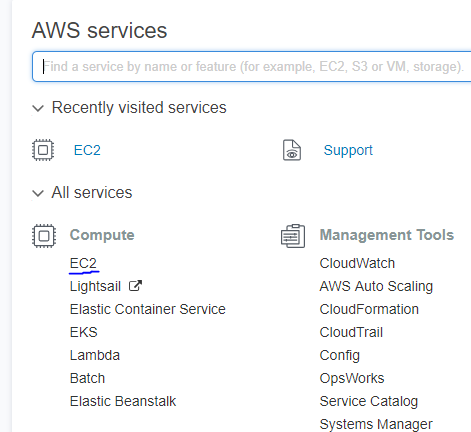 AWS services
Find a service by name or feature (for example, EC2, S3 or VM, storage).
Recently visited services
EC2
Support
All services
Compute
EC2
Lightsail
Elastic Container Service
EKS
Lambda
Batch
Elastic Beanstalk
Management Tools
CloudWatch
AWS Auto Scaling
CloudFormation
CloudTrail
Config
OpsWorks
Service Catalog
Systems Manager